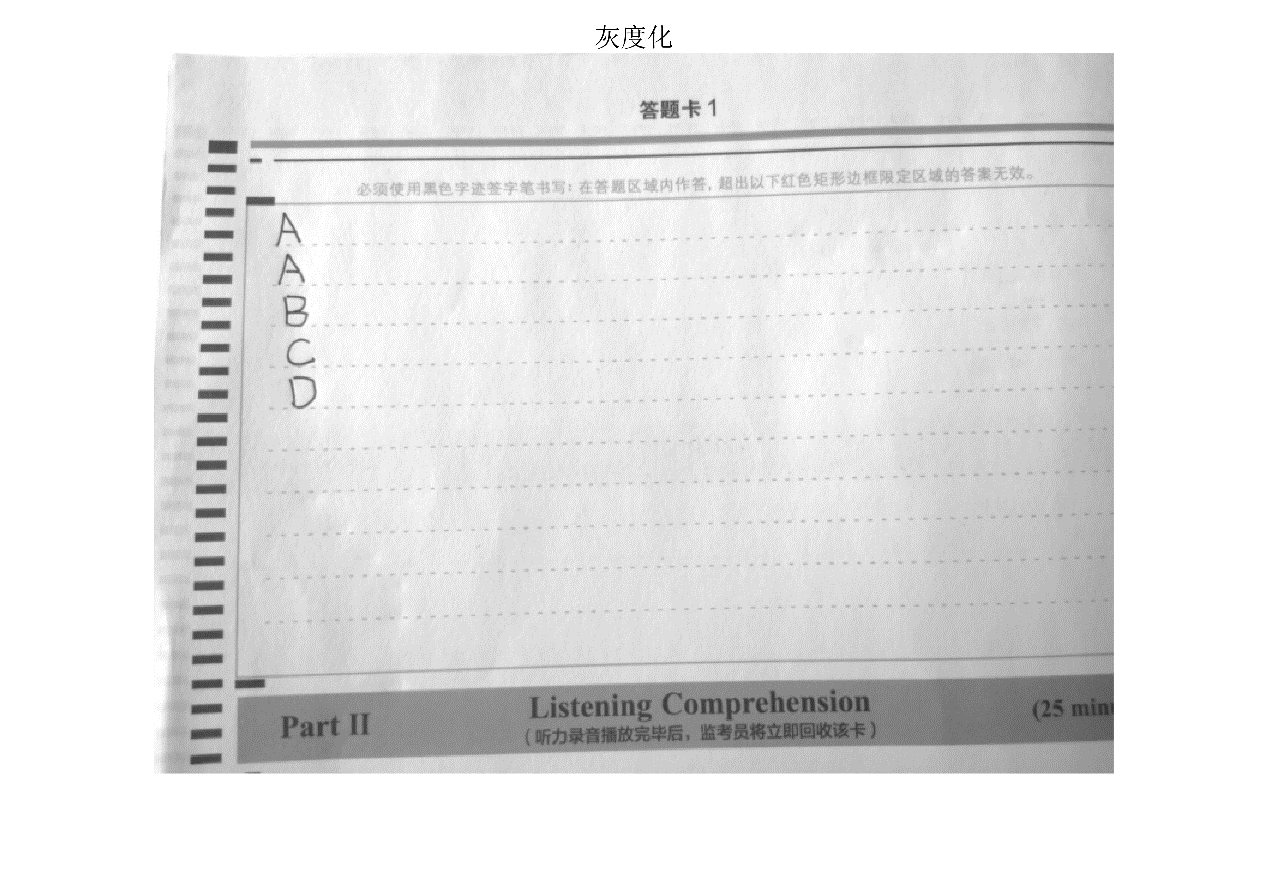 灰度化
答题卡 1
必须使用黑色字迹签字笔书写：在答题区域内作答，超出以下红色矩形边框限定区域的答案无效。
A
A
B
C
D
Part II Listening Comprehension (25 minu
（听力录音播放完毕后，监考员将立即回收该卡）